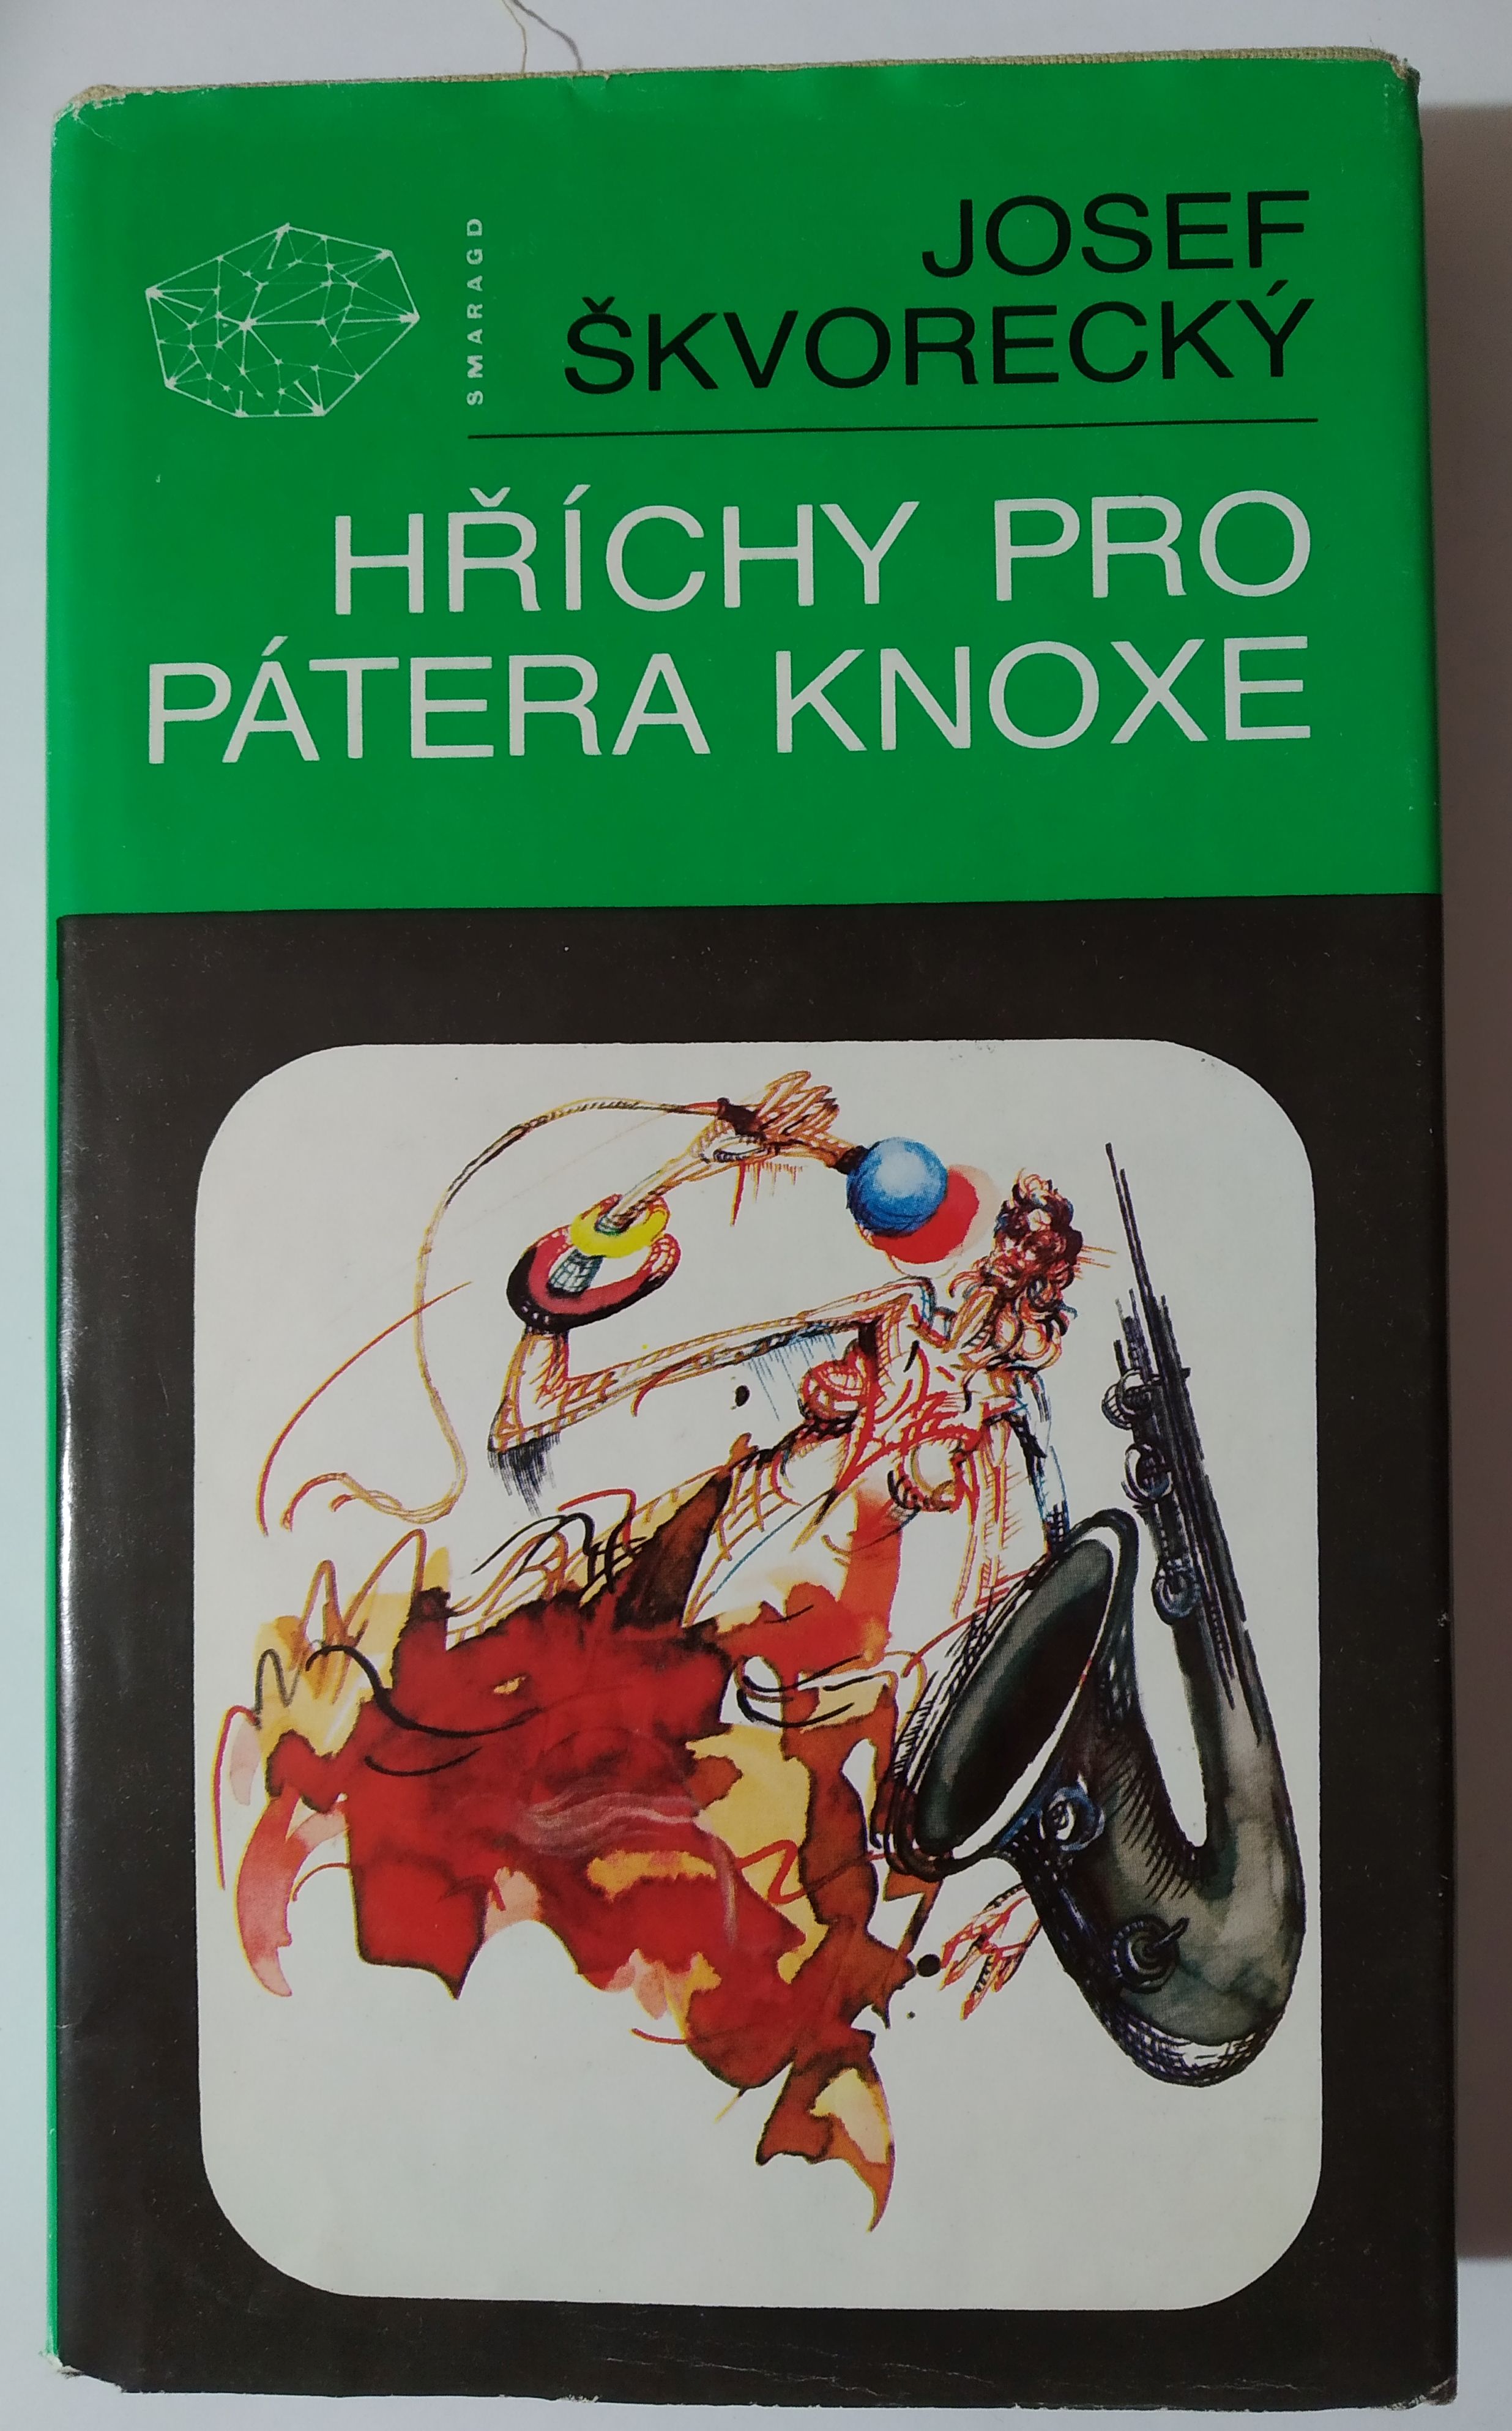 SMARAGD
JOSEF
ŠKVORECKÝ
HŘÍCHY PRO
PÁTERA KNOXE